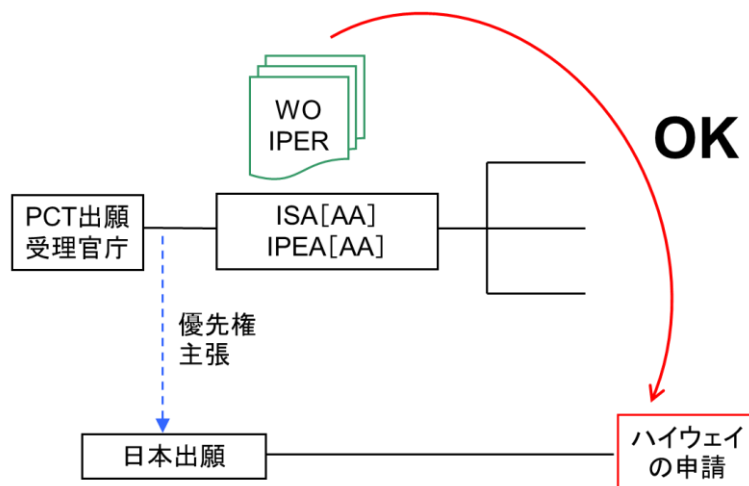 WO
IPER
OK
PCT出願
受理官庁
ISA[AA]
IPEA[AA]
優先権
主張
日本出願
ハイウェイ
の申請